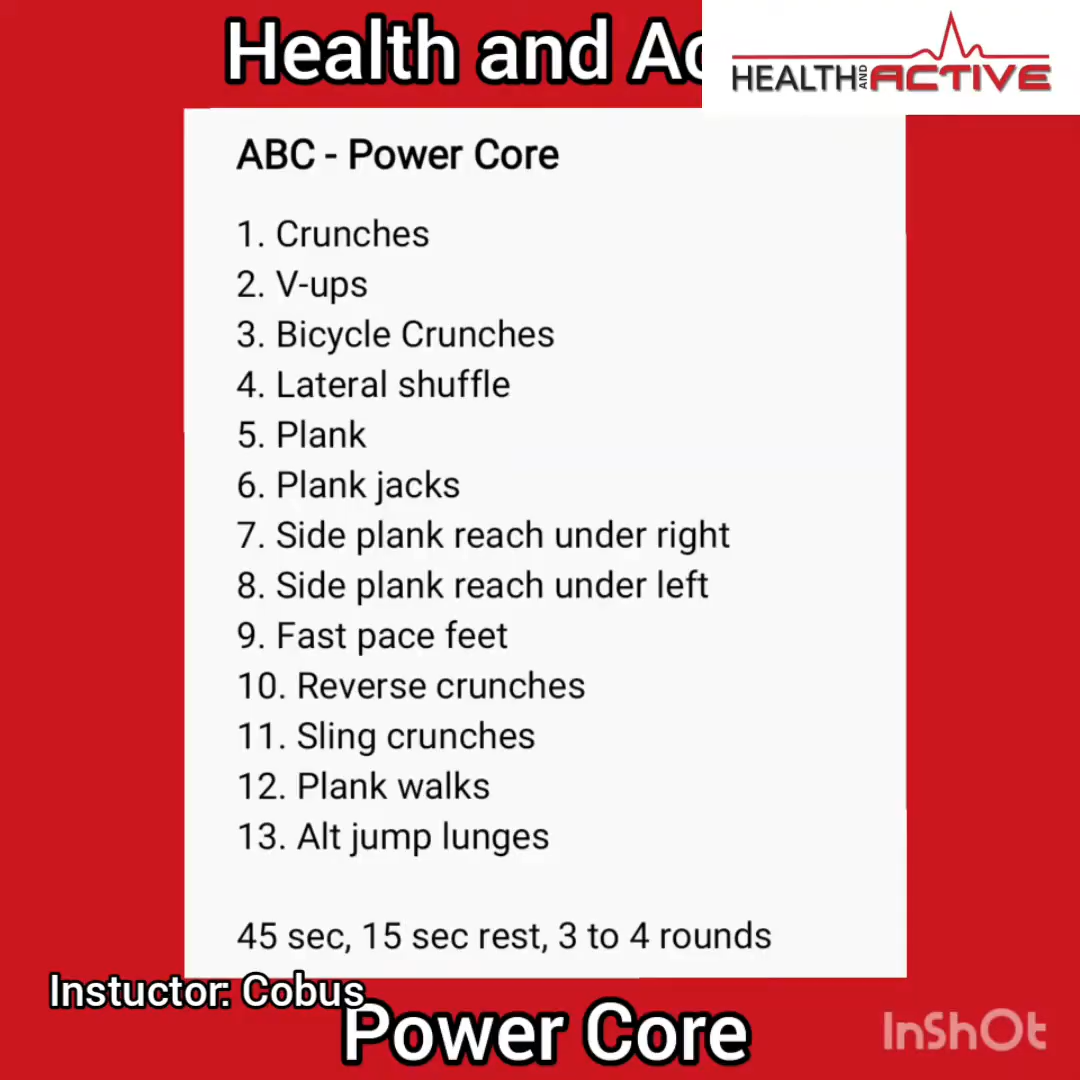 Health and Ac
HEALTH AND ACTIVE
ABC - Power Core
1. Crunches
2. V-ups
3. Bicycle Crunches
4. Lateral shuffle
5. Plank
6. Plank jacks
7. Side plank reach under right
8. Side plank reach under left
9. Fast pace feet
10. Reverse crunches
11. Sling crunches
12. Plank walks
13. Alt jump lunges
45 sec, 15 sec rest, 3 to 4 rounds
Instuctor: Cobus
Power Core
InShOt